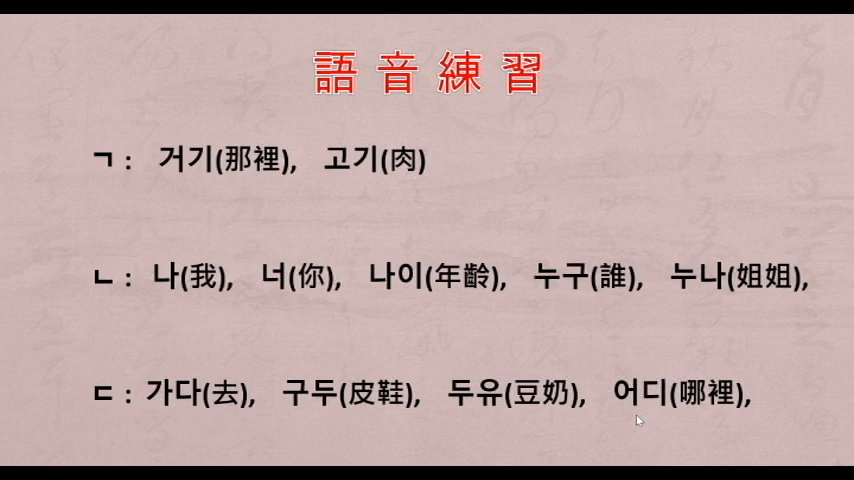 語音練習
ㄱ: 거기(那裡), 고기(肉)
ㄴ: 나(我), 너(你), 나이(年齡), 누구(誰), 누나(姐姐),
ㄷ: 가다(去), 구두(皮鞋), 두유(豆奶), 어디(哪裡),